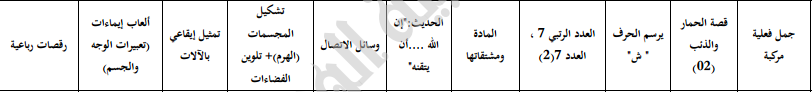 جمل فعلية
مركبة
قصة الحمار
والذئب
(02)
يرسم الحرف
" ش"
العدد الرتبي 7 ،
العدد 7(2)
المادة
ومشتقاتها
الحديث:"إن
الله ....أن
يتقنه"
وسائل الاتصال
تشكيل
المجسمات
(الهرم)+ تلوين
الفضاءات
تمثيل إيقاعي
بالآلات
ألعاب إيماءات
(تعبيرات الوجه
والجسم)
رقصات رباعية